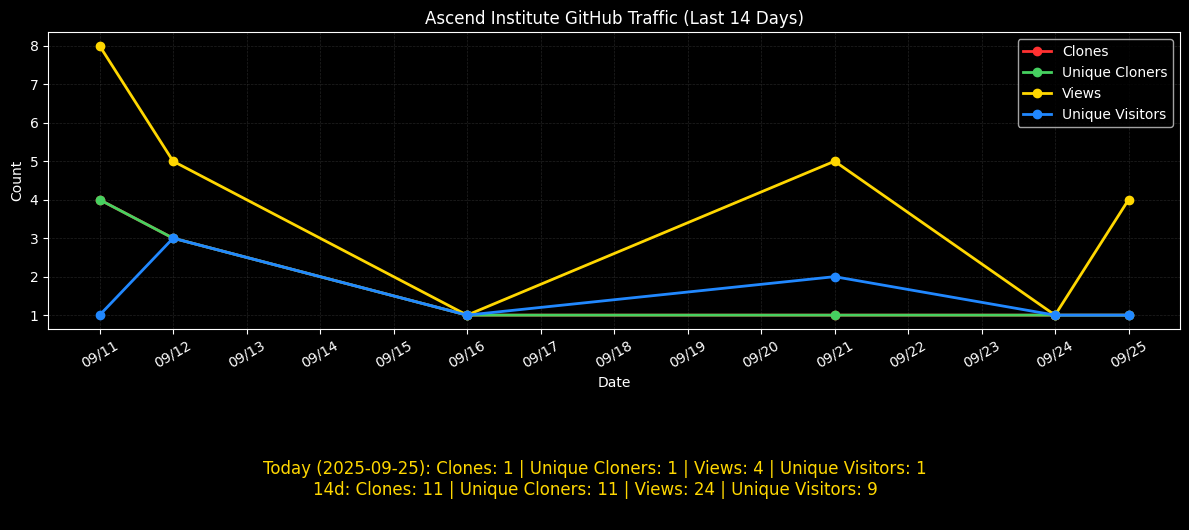 Ascend Institute GitHub Traffic (Last 14 Days)
Clones
Unique Cloners
Views
Unique Visitors
Count
8
7
6
5
4
3
2
1
09/11 09/12 09/13 09/14 09/15 09/16 09/17 09/18 09/19 09/20 09/21 09/22 09/23 09/24 09/25
Date
Today (2025-09-25): Clones: 1 | Unique Cloners: 1 | Views: 4 | Unique Visitors: 1
14d: Clones: 11 | Unique Cloners: 11 | Views: 24 | Unique Visitors: 9